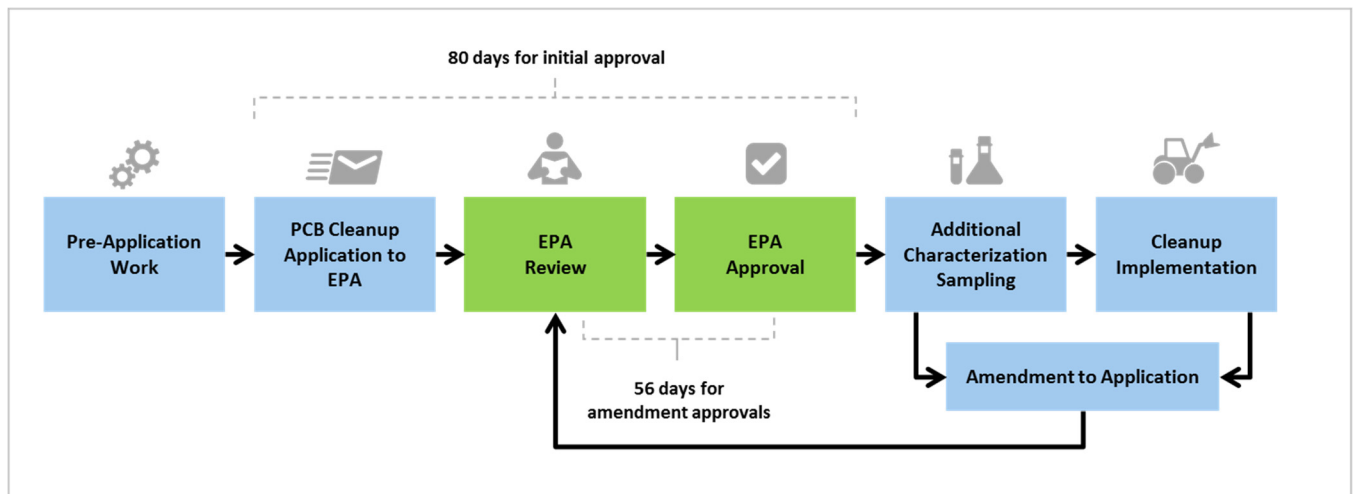 80 days for initial approval
Pre-Application
Work
PCB Cleanup
Application to
EPA
EPA
Review
EPA
Approval
Additional
Characterization
Sampling
Cleanup
Implementation
Amendment to Application
56 days for
amendment approvals